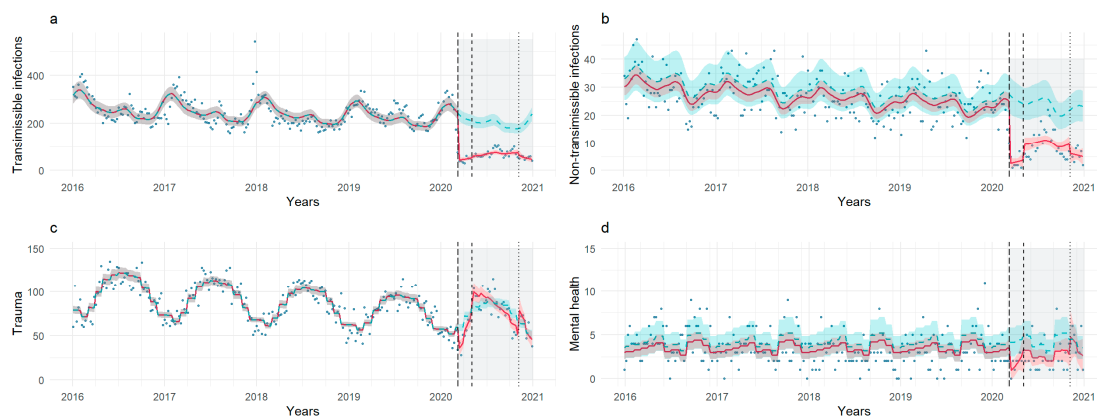 a
Transmissible infections
400
200
0
2016 2017 2018 2019 2020 2021
Years
b
Non-transimissible infections
40
30
20
10
0
2016 2017 2018 2019 2020 2021
Years
c
Trauma
150
100
50
0
2016 2017 2018 2019 2020 2021
Years
d
Mental health
15
10
5
0
2016 2017 2018 2019 2020 2021
Years